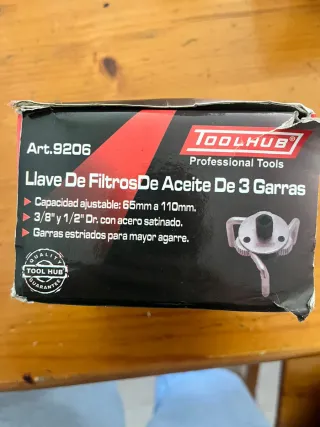 TOOLHUB
Professional Tools
Art.9206
Llave De FiltrosDe Aceite De 3 Garras
Capacidad ajustable: 65mm a 110mm.
3/8" y 1/2" Dr. con acero satinado.
Garras estriados para mayor agarre.
QUALITY
TOOL HUB
GUARANTEE